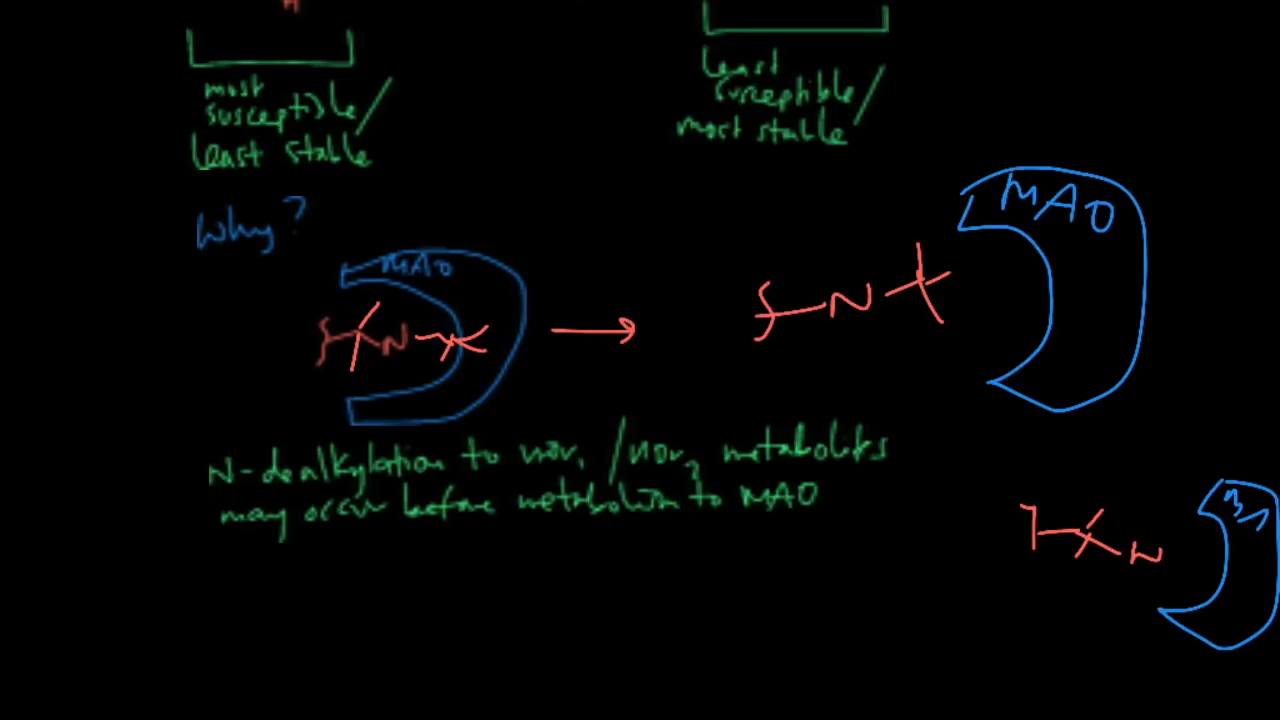 most
susceptible/
least stable
least
susceptible/
most stable
Why?
MAO
MAO
N
N
N-dealkylation to nor₁/nor₂ metabolites
may occur before metabolism to MAO
N